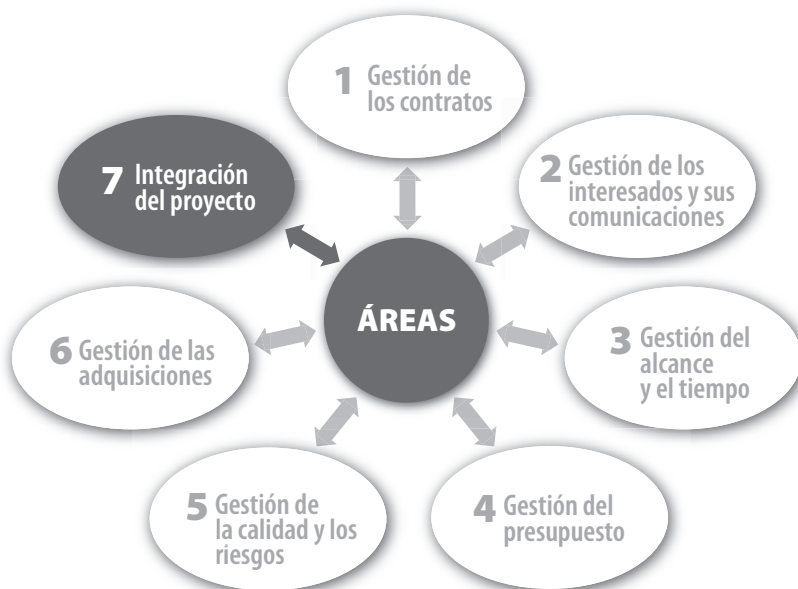 1 Gestión de
los contratos
2 Gestión de los
interesados y sus
comunicaciones
3 Gestión del
alcance
y el tiempo
4 Gestión del
presupuesto
5 Gestión de
la calidad y los
riesgos
6 Gestión de las
adquisiciones
7 Integración
del proyecto
ÁREAS